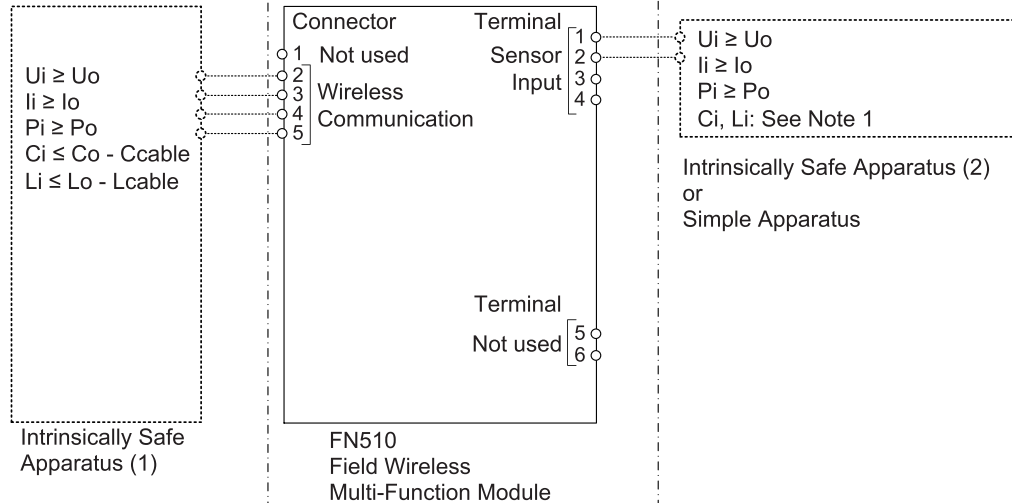 Ui ≥ Uo
Ii ≥ Io
Pi ≥ Po
Ci ≤ Co - Ccable
Li ≤ Lo - Lcable
Intrinsically Safe
Apparatus (1)
Connector
1 Not used
2
3
4
5
Wireless
Communication
Terminal
Sensor
Input
1
2
3
4
Terminal
Not used
5
6
FN510
Field Wireless
Multi-Function Module
Ui ≥ Uo
Ii ≥ Io
Pi ≥ Po
Ci, Li: See Note 1
Intrinsically Safe Apparatus (2)
or
Simple Apparatus